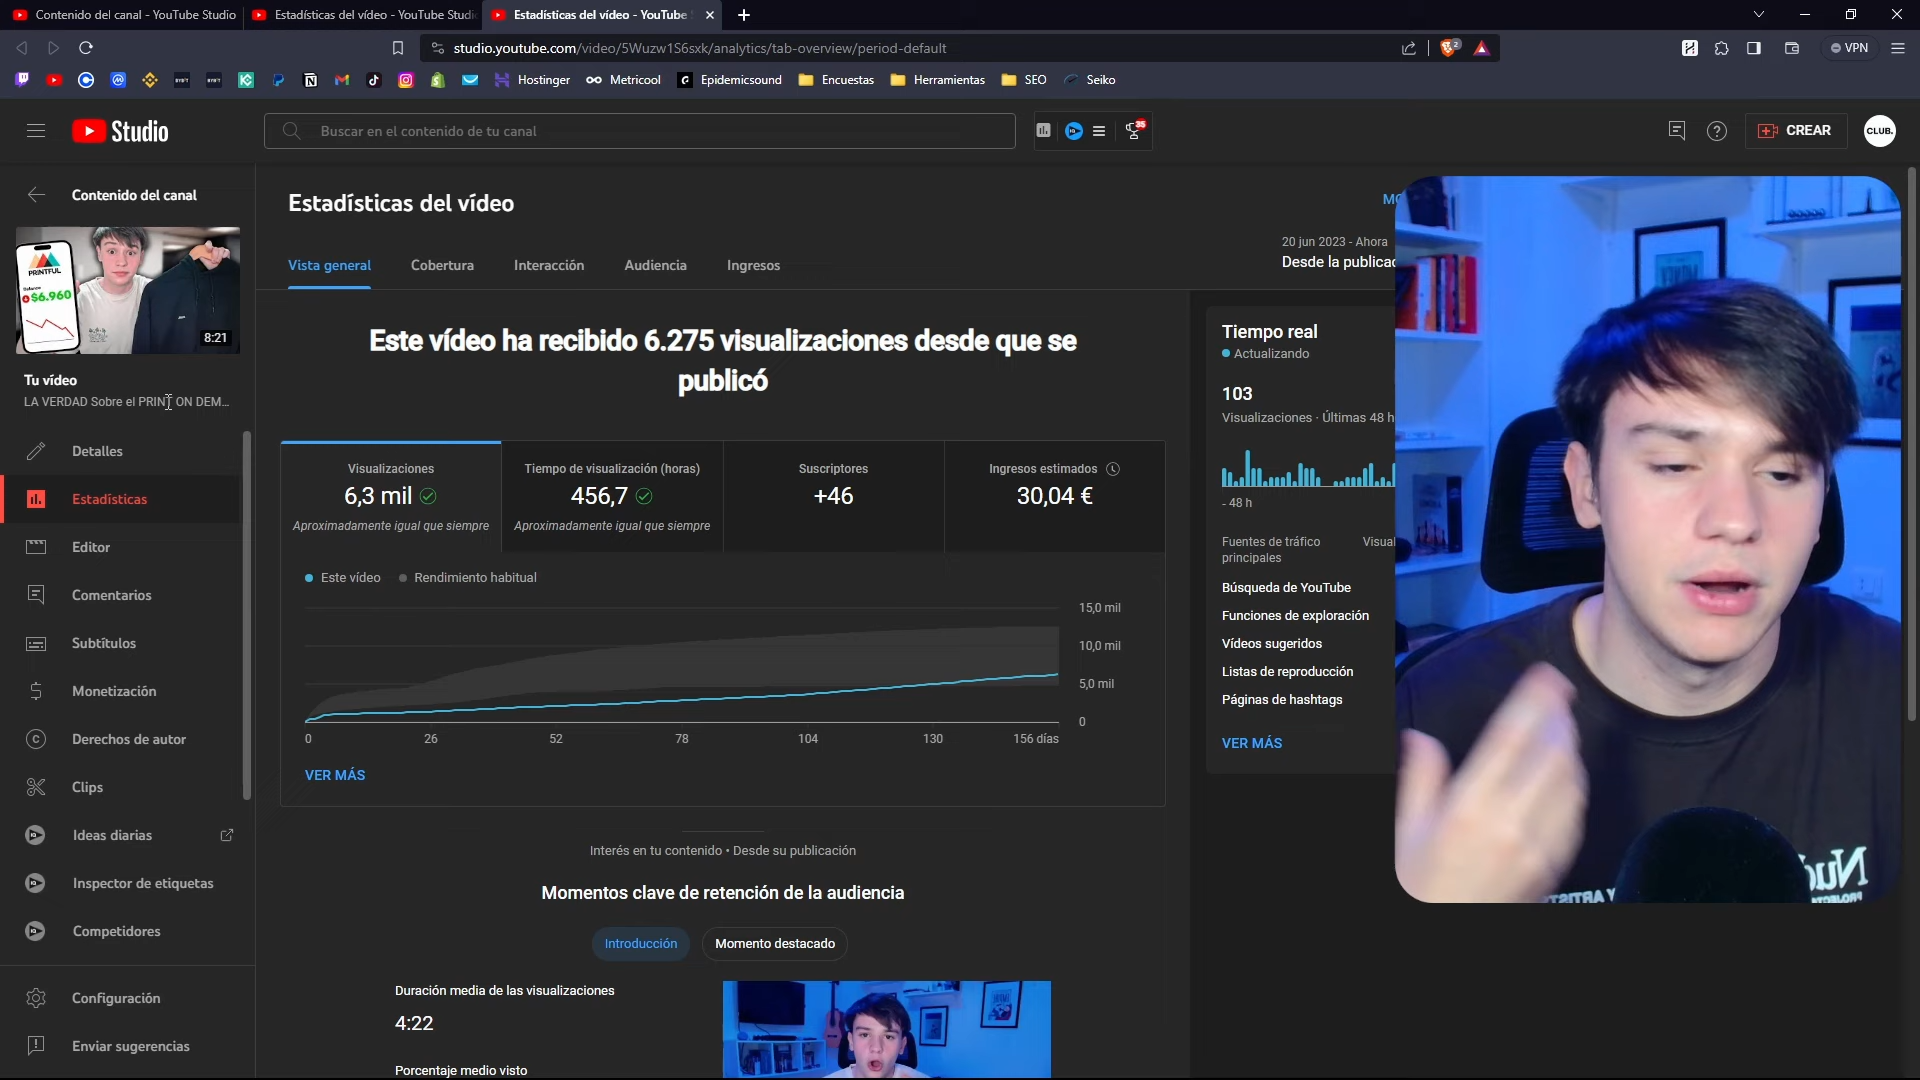 Contenido del canal - YouTube Studio
Estadísticas del vídeo - YouTube Studi
Estadísticas del vídeo - YouTube
studio.youtube.com/video/5Wuzw1S6sxk/analytics/tab-overview/period-default
2
VPN
Hostinger
Metricool
Epidemicsound
Encuestas
Herramientas
SEO
Seiko
Studio
Buscar en el contenido de tu canal
35
CREAR
CLUB.
Contenido del canal
PRINTFUL
Balance
$6.960
8:21
Tu vídeo
LA VERDAD Sobre el PRINT ON DEM...
Detalles
Estadísticas
Editor
Comentarios
Subtítulos
Monetización
Derechos de autor
Clips
Ideas diarias
Inspector de etiquetas
Competidores
Configuración
Enviar sugerencias
Estadísticas del vídeo
Vista general
Cobertura
Interacción
Audiencia
Ingresos
20 jun 2023 - Ahora
Desde la publicac
Este vídeo ha recibido 6.275 visualizaciones desde que se
publicó
Visualizaciones
6,3 mil
Aproximadamente igual que siempre
Tiempo de visualización (horas)
456,7
Aproximadamente igual que siempre
Suscriptores
+46
Ingresos estimados
30,04 €
Este vídeo
Rendimiento habitual
15,0 mil
10,0 mil
5,0 mil
0
0
26
52
78
104
130
156 días
VER MÁS
Interés en tu contenido • Desde su publicación
Momentos clave de retención de la audiencia
Introducción
Momento destacado
Duración media de las visualizaciones
4:22
Porcentaje medio visto
Tiempo real
Actualizando
103
Visualizaciones · Últimas 48 h
- 48 h
Fuentes de tráfico
principales
Visual
Búsqueda de YouTube
Funciones de exploración
Vídeos sugeridos
Listas de reproducción
Páginas de hashtags
VER MÁS